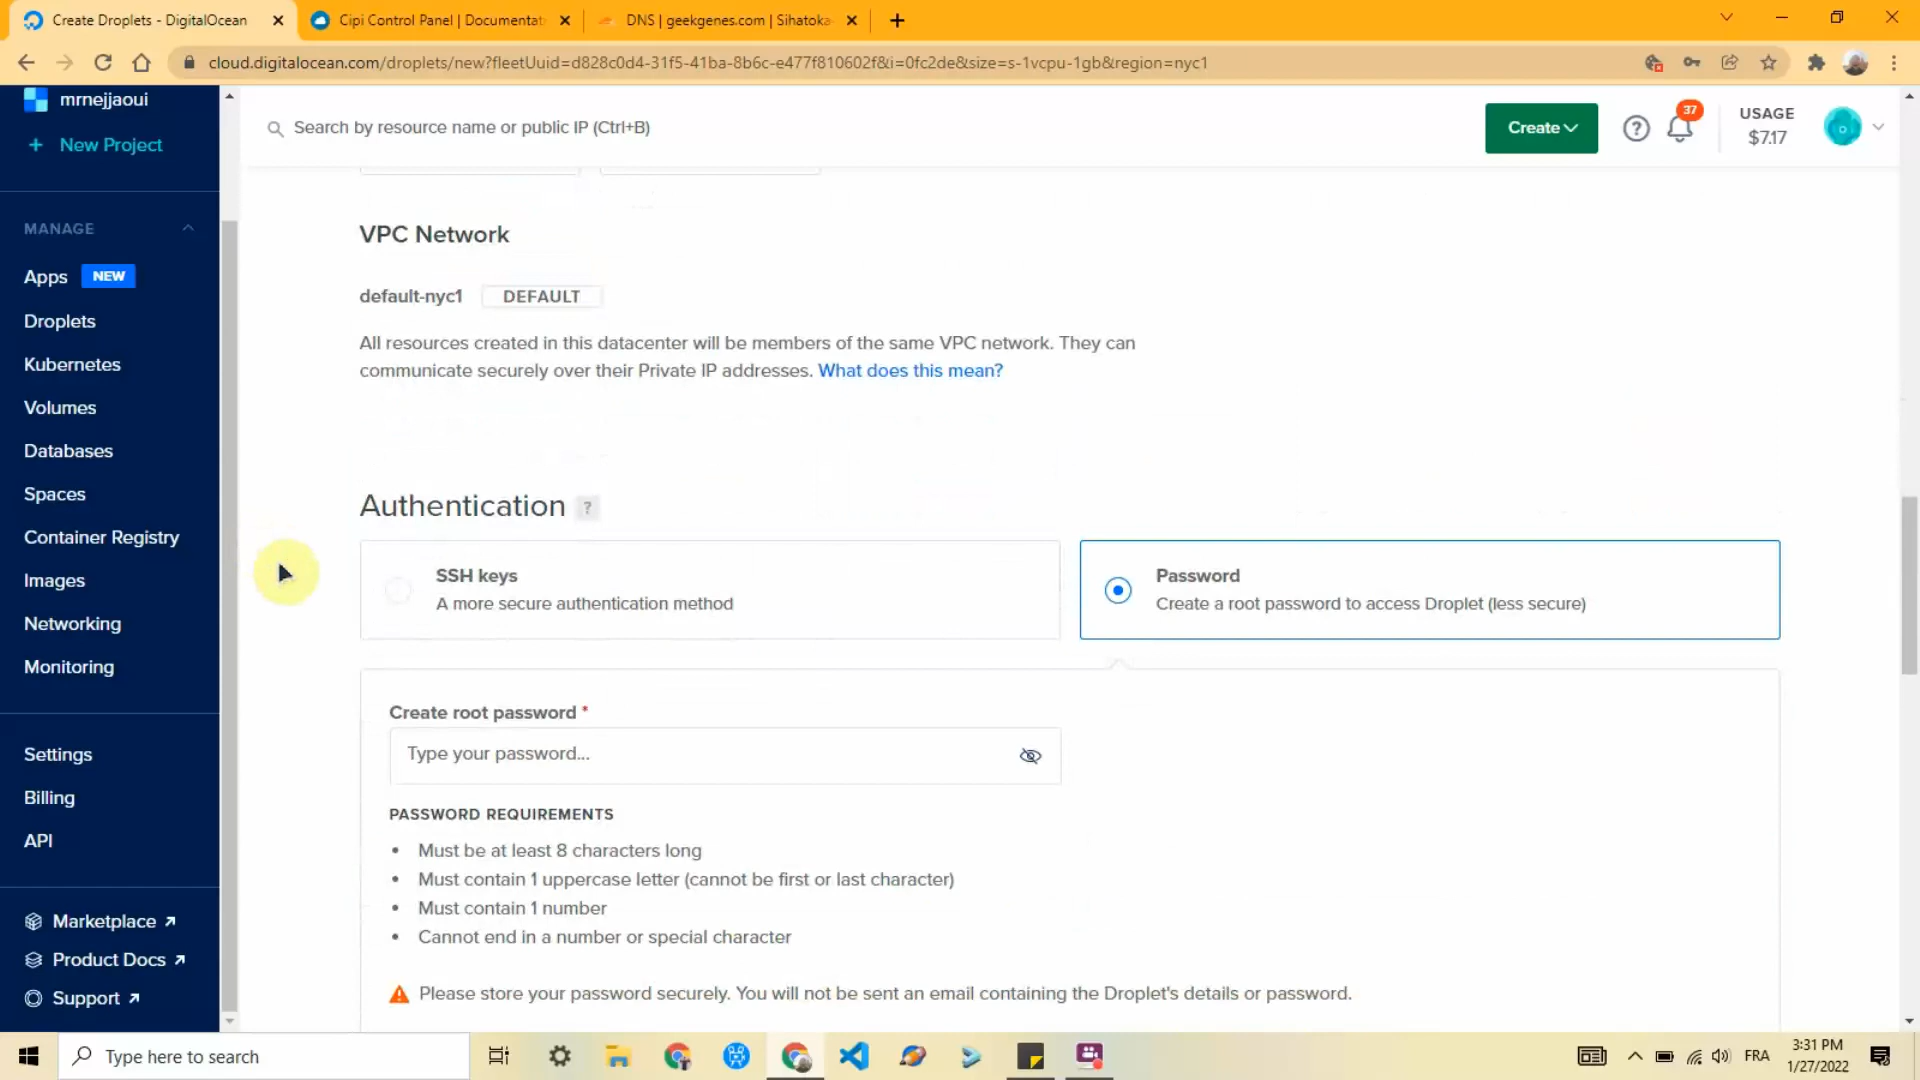 Create Droplets - DigitalOcean
Cipi Control Panel | Documentat
DNS | geekgenes.com | Sihatoka
cloud.digitalocean.com/droplets/new?fleetUuid=d828c0d4-31f5-41ba-8b6c-e477f810602f&i=0fc2de&size=s-1vcpu-1gb&region=nyc1
mrnejjaoui
+ New Project
MANAGE
Apps NEW
Droplets
Kubernetes
Volumes
Databases
Spaces
Container Registry
Images
Networking
Monitoring
Settings
Billing
API
Marketplace
Product Docs
Support
Search by resource name or public IP (Ctrl+B)
Create
?
37
USAGE
$7.17
VPC Network
default-nyc1 DEFAULT
All resources created in this datacenter will be members of the same VPC network. They can
communicate securely over their Private IP addresses. What does this mean?
Authentication ?
SSH keys
A more secure authentication method
Password
Create a root password to access Droplet (less secure)
Create root password *
Type your password...
PASSWORD REQUIREMENTS
• Must be at least 8 characters long
• Must contain 1 uppercase letter (cannot be first or last character)
• Must contain 1 number
• Cannot end in a number or special character
Please store your password securely. You will not be sent an email containing the Droplet's details or password.
Type here to search
FRA
3:31 PM
1/27/2022